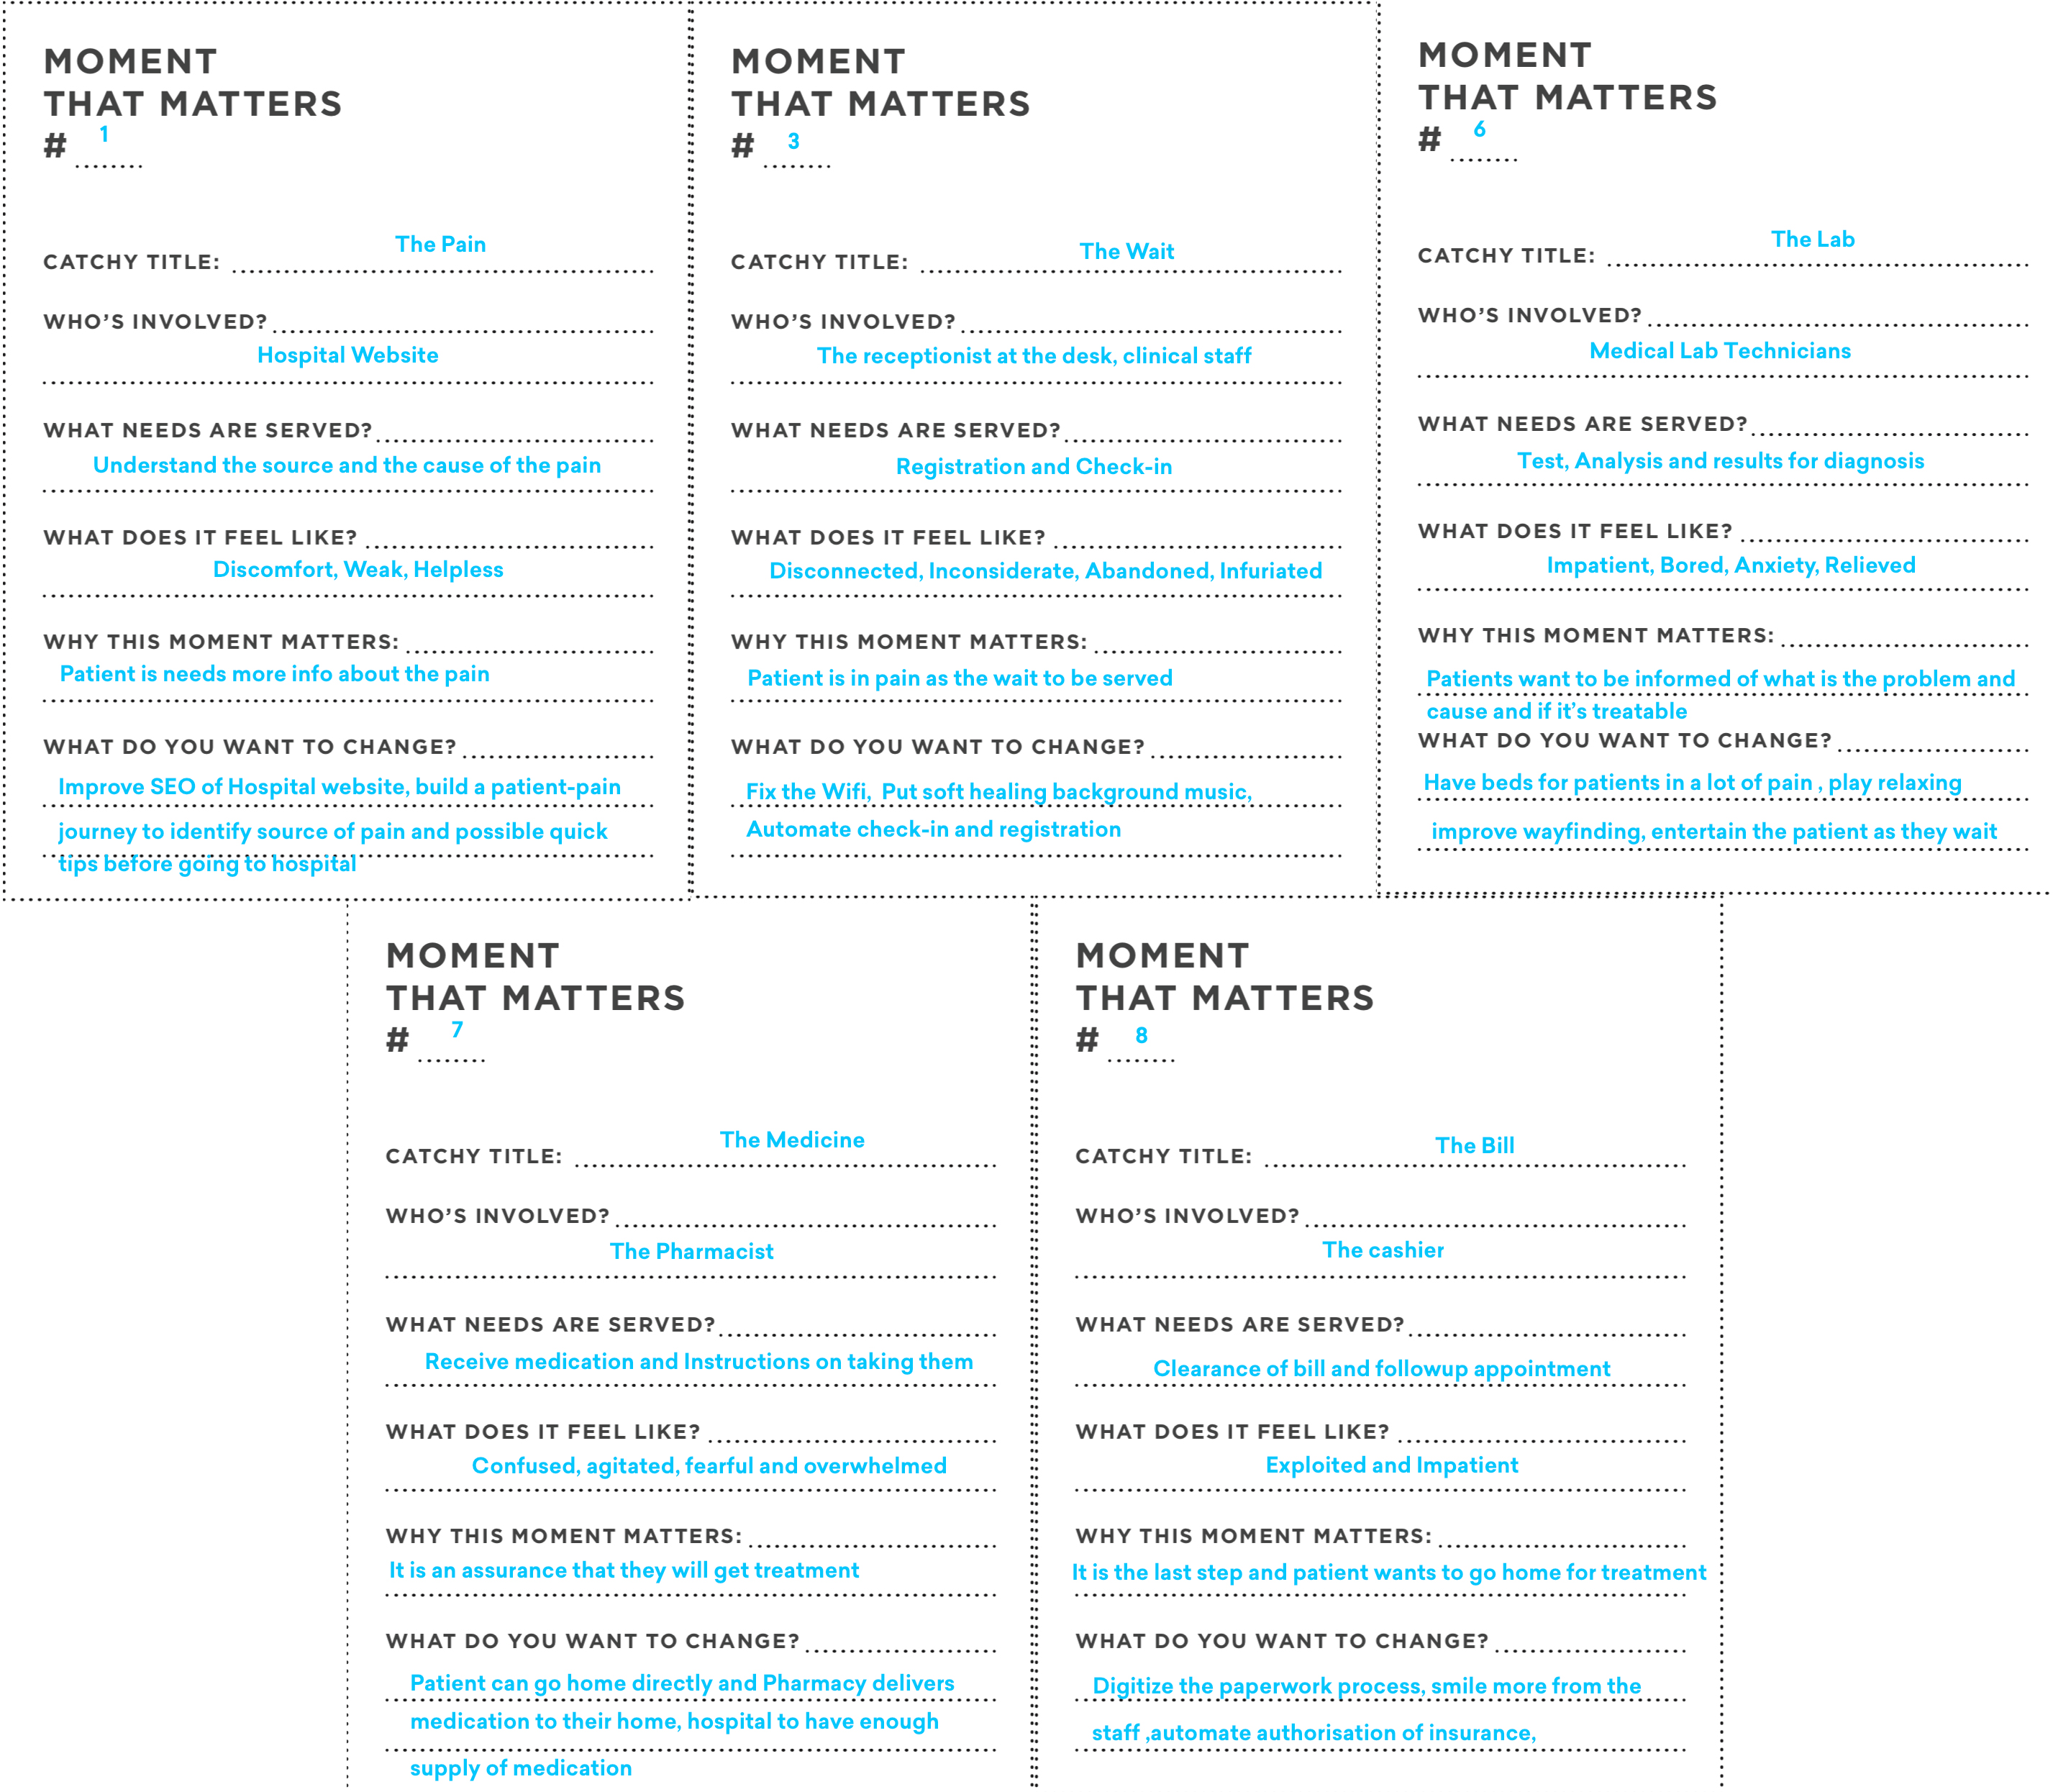 MOMENT
THAT MATTERS
# 1
CATCHY TITLE: The Pain
WHO'S INVOLVED?
Hospital Website
WHAT NEEDS ARE SERVED?
Understand the source and the cause of the pain
WHAT DOES IT FEEL LIKE?
Discomfort, Weak, Helpless
WHY THIS MOMENT MATTERS:
Patient is needs more info about the pain
WHAT DO YOU WANT TO CHANGE?
Improve SEO of Hospital website, build a patient-pain
journey to identify source of pain and possible quick
tips before going to hospital
MOMENT
THAT MATTERS
# 3
CATCHY TITLE: The Wait
WHO'S INVOLVED?
The receptionist at the desk, clinical staff
WHAT NEEDS ARE SERVED?
Registration and Check-in
WHAT DOES IT FEEL LIKE?
Disconnected, Inconsiderate, Abandoned, Infuriated
WHY THIS MOMENT MATTERS:
Patient is in pain as the wait to be served
WHAT DO YOU WANT TO CHANGE?
Fix the Wifi, Put soft healing background music,
Automate check-in and registration
MOMENT
THAT MATTERS
# 6
CATCHY TITLE: The Lab
WHO'S INVOLVED?
Medical Lab Technicians
WHAT NEEDS ARE SERVED?
Test, Analysis and results for diagnosis
WHAT DOES IT FEEL LIKE?
Impatient, Bored, Anxiety, Relieved
WHY THIS MOMENT MATTERS:
Patients want to be informed of what is the problem and
cause and if it's treatable
WHAT DO YOU WANT TO CHANGE?
Have beds for patients in a lot of pain , play relaxing
improve wayfinding, entertain the patient as they wait
MOMENT
THAT MATTERS
# 7
CATCHY TITLE: The Medicine
WHO'S INVOLVED?
The Pharmacist
WHAT NEEDS ARE SERVED?
Receive medication and Instructions on taking them
WHAT DOES IT FEEL LIKE?
Confused, agitated, fearful and overwhelmed
WHY THIS MOMENT MATTERS:
It is an assurance that they will get treatment
WHAT DO YOU WANT TO CHANGE?
Patient can go home directly and Pharmacy delivers
medication to their home, hospital to have enough
supply of medication
MOMENT
THAT MATTERS
# 8
CATCHY TITLE: The Bill
WHO'S INVOLVED?
The cashier
WHAT NEEDS ARE SERVED?
Clearance of bill and followup appointment
WHAT DOES IT FEEL LIKE?
Exploited and Impatient
WHY THIS MOMENT MATTERS:
It is the last step and patient wants to go home for treatment
WHAT DO YOU WANT TO CHANGE?
Digitize the paperwork process, smile more from the
staff ,automate authorisation of insurance,